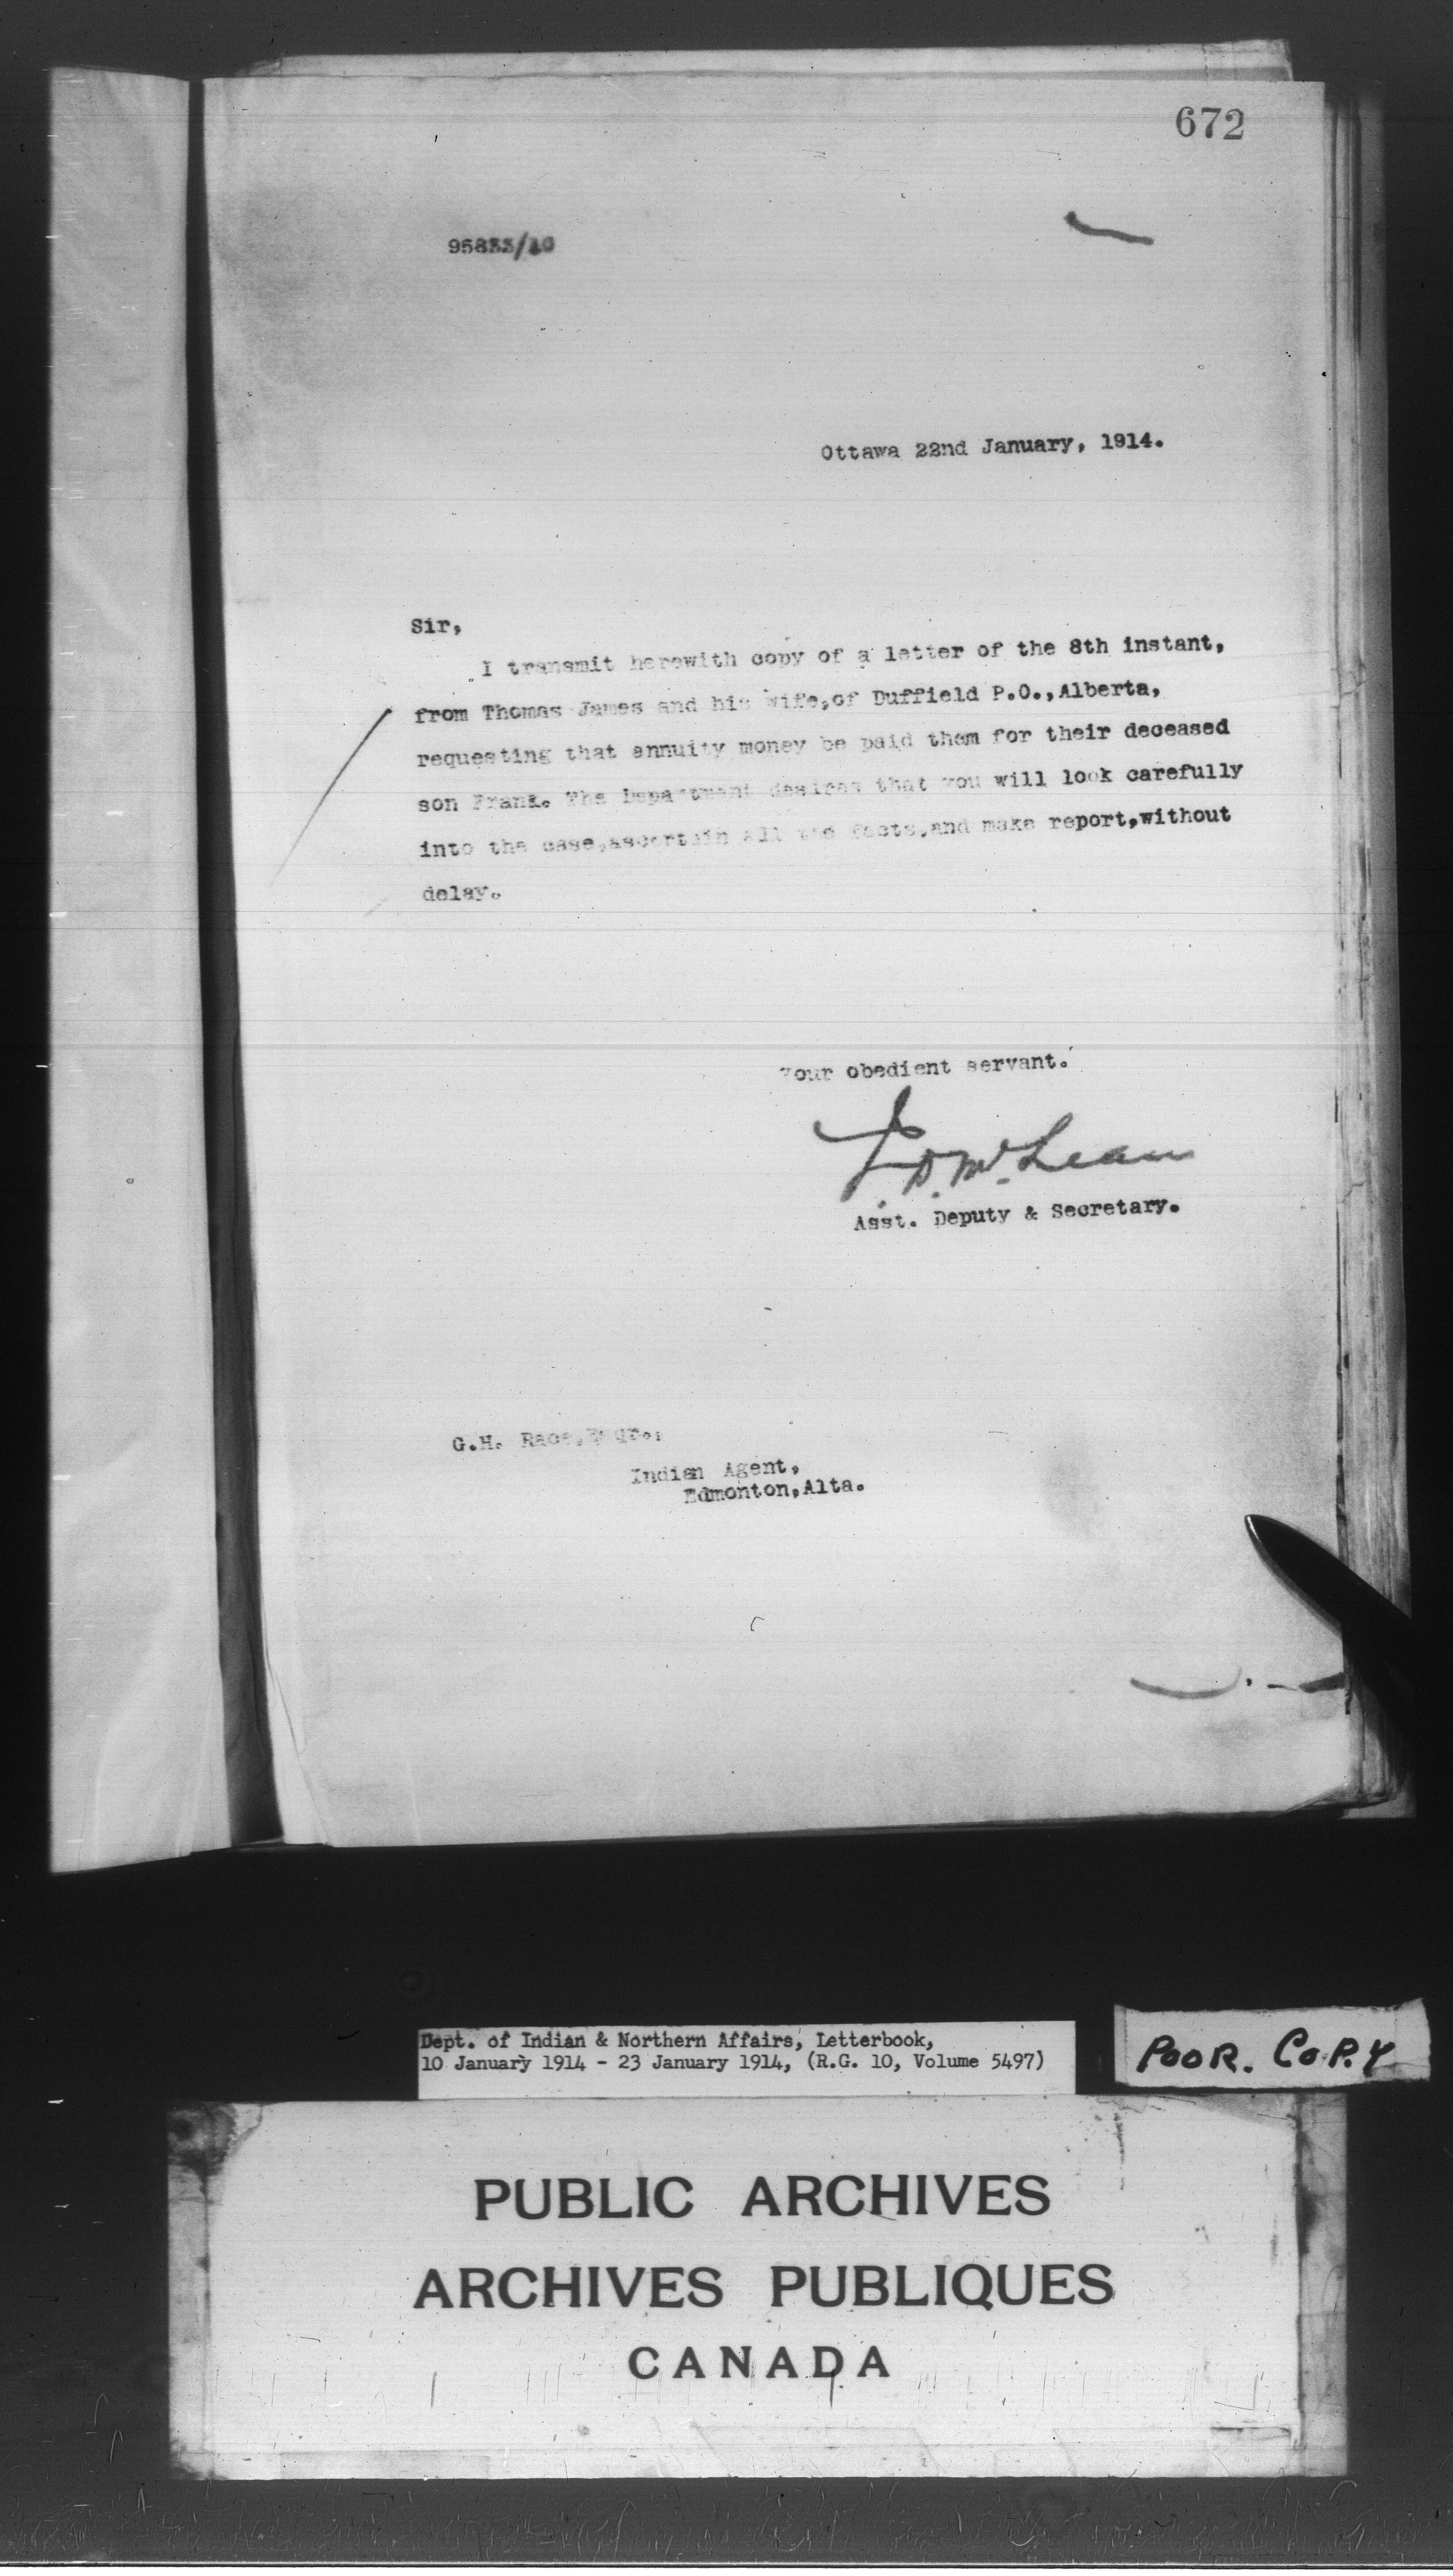 672
Ottawa 22nd January, 1914.
Sir,
I transmit herewith copy of a letter of the 8th instant,
from Thomas James and his wife,of Duffield P.O.,Alberta,
requesting that annuity money be paid them for their deceased
son Frank. The Department desires that you will look carefully
into the case,ascertain all the facts,and make report,without
delay.
Your obedient servant.
J.D. McLean
Asst. Deputy & Secretary.
G.H. Race,Esqr.,
Indian Agent,
Edmonton,Alta.
Dept. of Indian & Northern Affairs, Letterbook,
10 January 1914 - 23 January 1914, (R.G. 10, Volume 5497)
POOR. COPY
PUBLIC ARCHIVES
ARCHIVES PUBLIQUES
CANADA